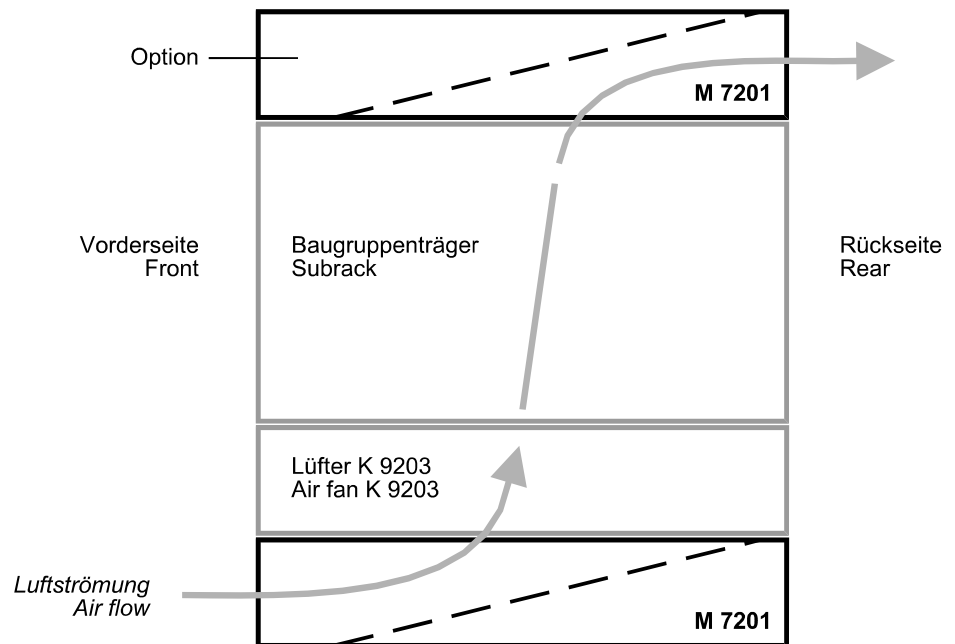 Option
M 7201
Vorderseite
Front
Baugruppenträger
Subrack
Rückseite
Rear
Lüfter K 9203
Air fan K 9203
Luftströmung
Air flow
M 7201